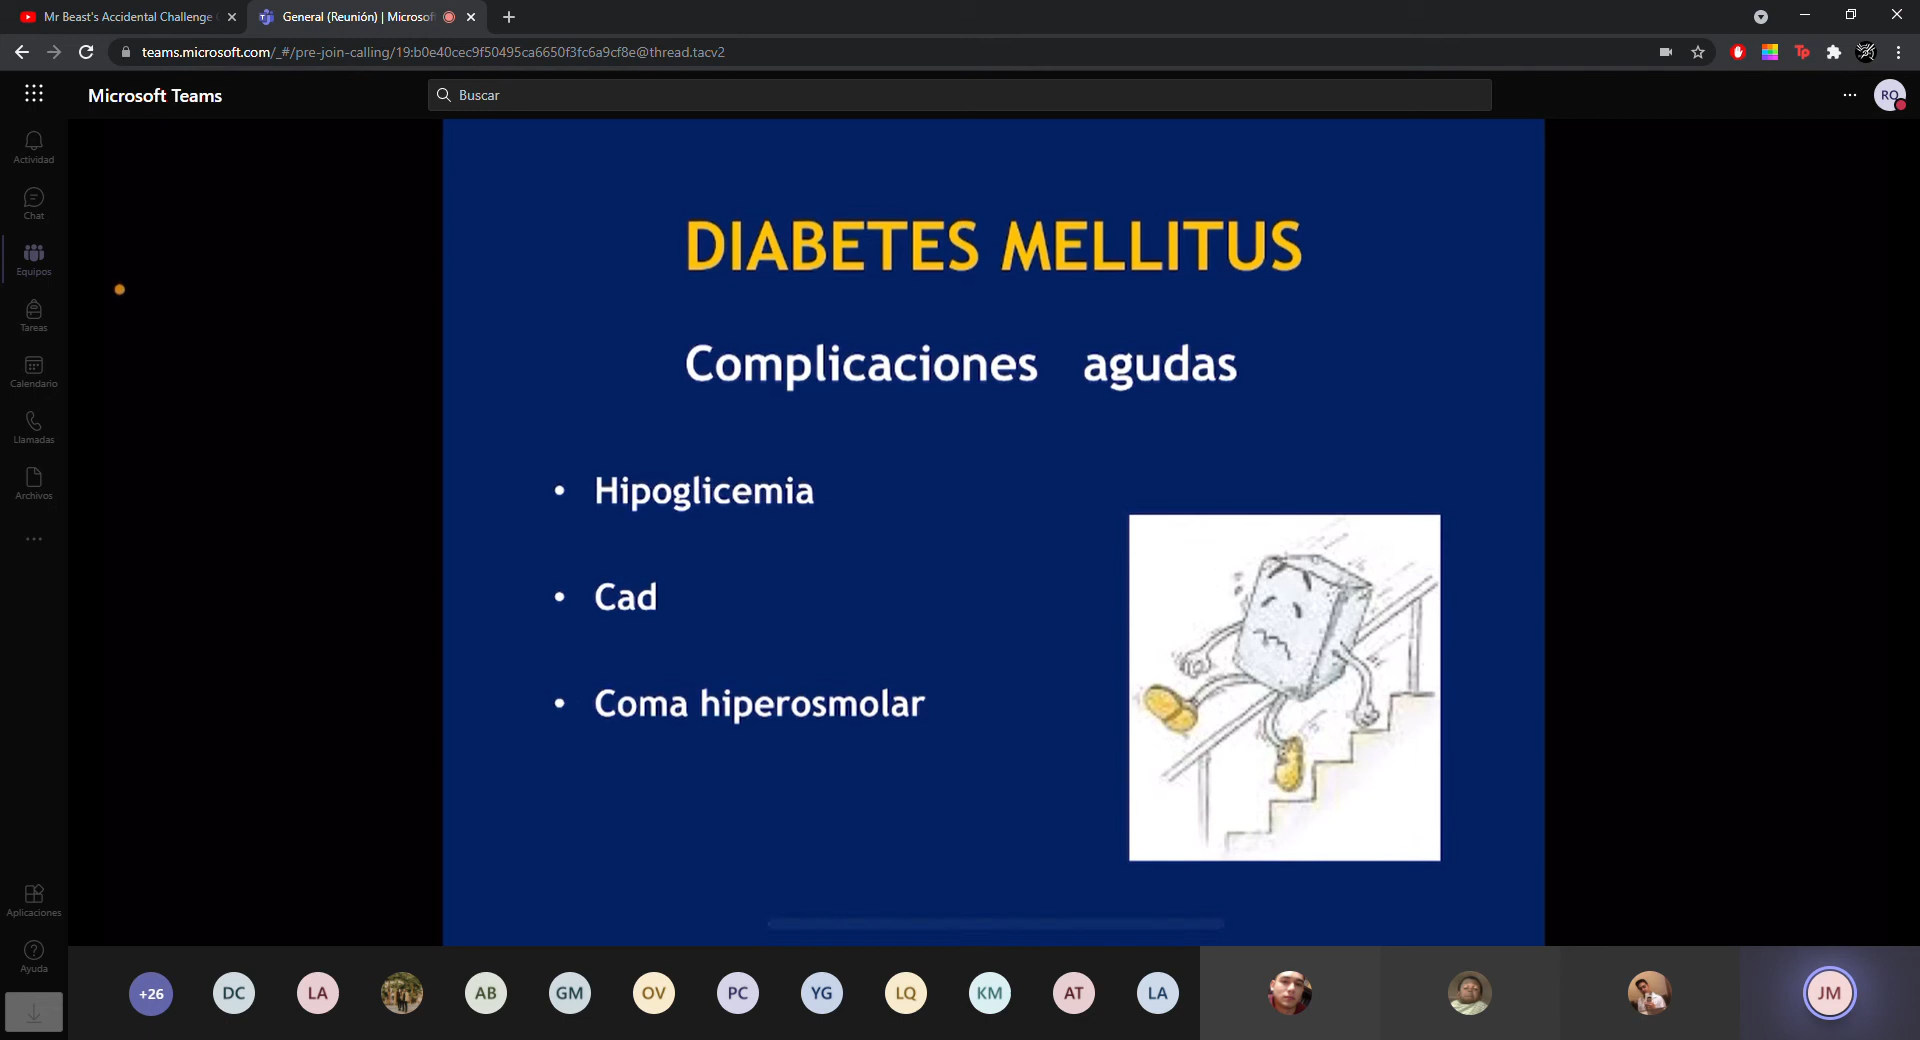 Mr Beast's Accidental Challenge
General (Reunión) | Microsof
teams.microsoft.com/_#/pre-join-calling/19:b0e40cec9f50495ca6650f3fc6a9cf8e@thread.tacv2
Microsoft Teams
Buscar
RO
Actividad
Chat
Equipos
Tareas
Calendario
Llamadas
Archivos
Aplicaciones
Ayuda
DIABETES MELLITUS
Complicaciones agudas
• Hipoglicemia
• Cad
• Coma hiperosmolar
+26
DC
LA
AB
GM
OV
PC
YG
LQ
KM
AT
LA
JM